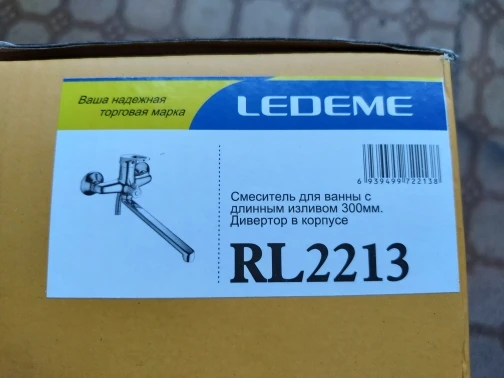 Ваша надежная
торговая марка
LEDEME
6 939499 722138
Смеситель для ванны с
длинным изливом 300мм.
Дивертор в корпусе
RL2213